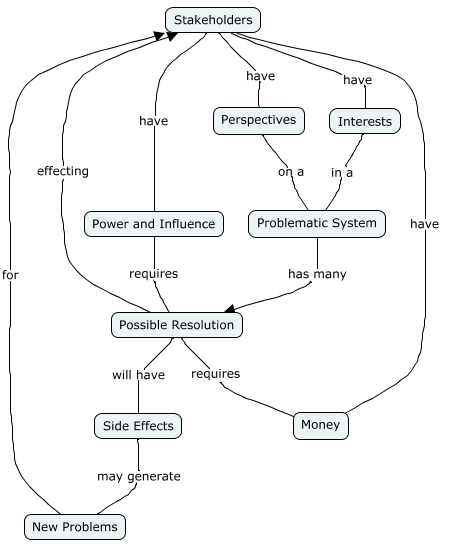 Stakeholders
have
have
have
Perspectives
Interests
effecting
on a
in a
Power and Influence
Problematic System
have
for
requires
has many
Possible Resolution
will have
requires
Side Effects
Money
may generate
New Problems